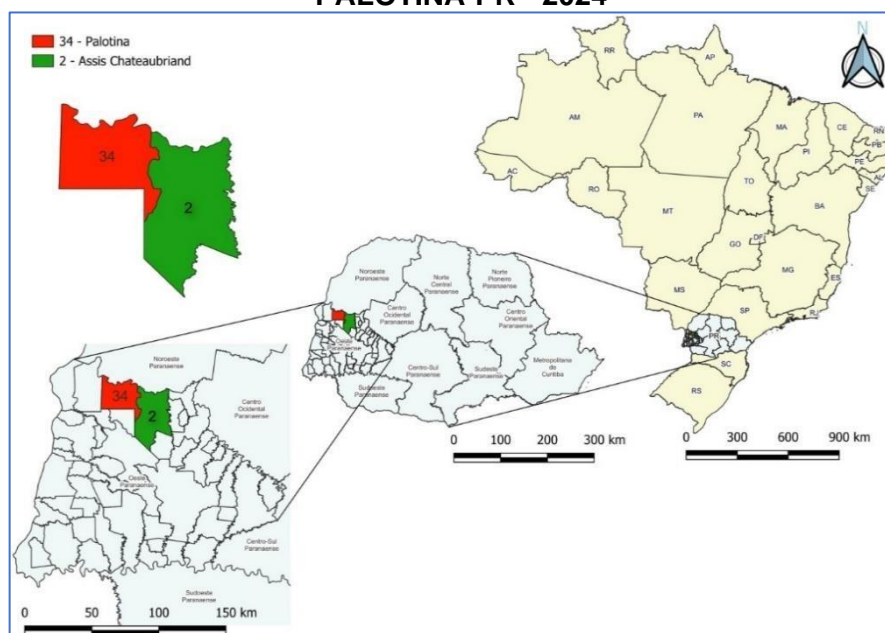 PALOTINA-PR - 2024
34 - Palotina
2 - Assis Chateaubriand
N
34
2
RR
AP
AM
PA
MA
CE
RN
PB
PE
AL
SE
PI
AC
RO
TO
BA
MT
DF
GO
MG
ES
MS
SP
RJ
PR
SC
RS
0 300 600 900 km
Noroeste
Paranaense
Norte
Central
Paranaense
Norte
Pioneiro
Paranaense
Centro
Ocidental
Paranaense
Centro
Oriental
Paranaense
Oeste
Paranaense
Centro-Sul
Paranaense
Sudeste
Paranaense
Metropolitana
de
Curitiba
Sudoeste
Paranaense
0 100 200 300 km
Noroeste
Paranaense
34
2
Centro
Ocidental
Paranaense
Oeste
Paranaense
Centro-Sul
Paranaense
Sudoeste
Paranaense
0 50 100 150 km